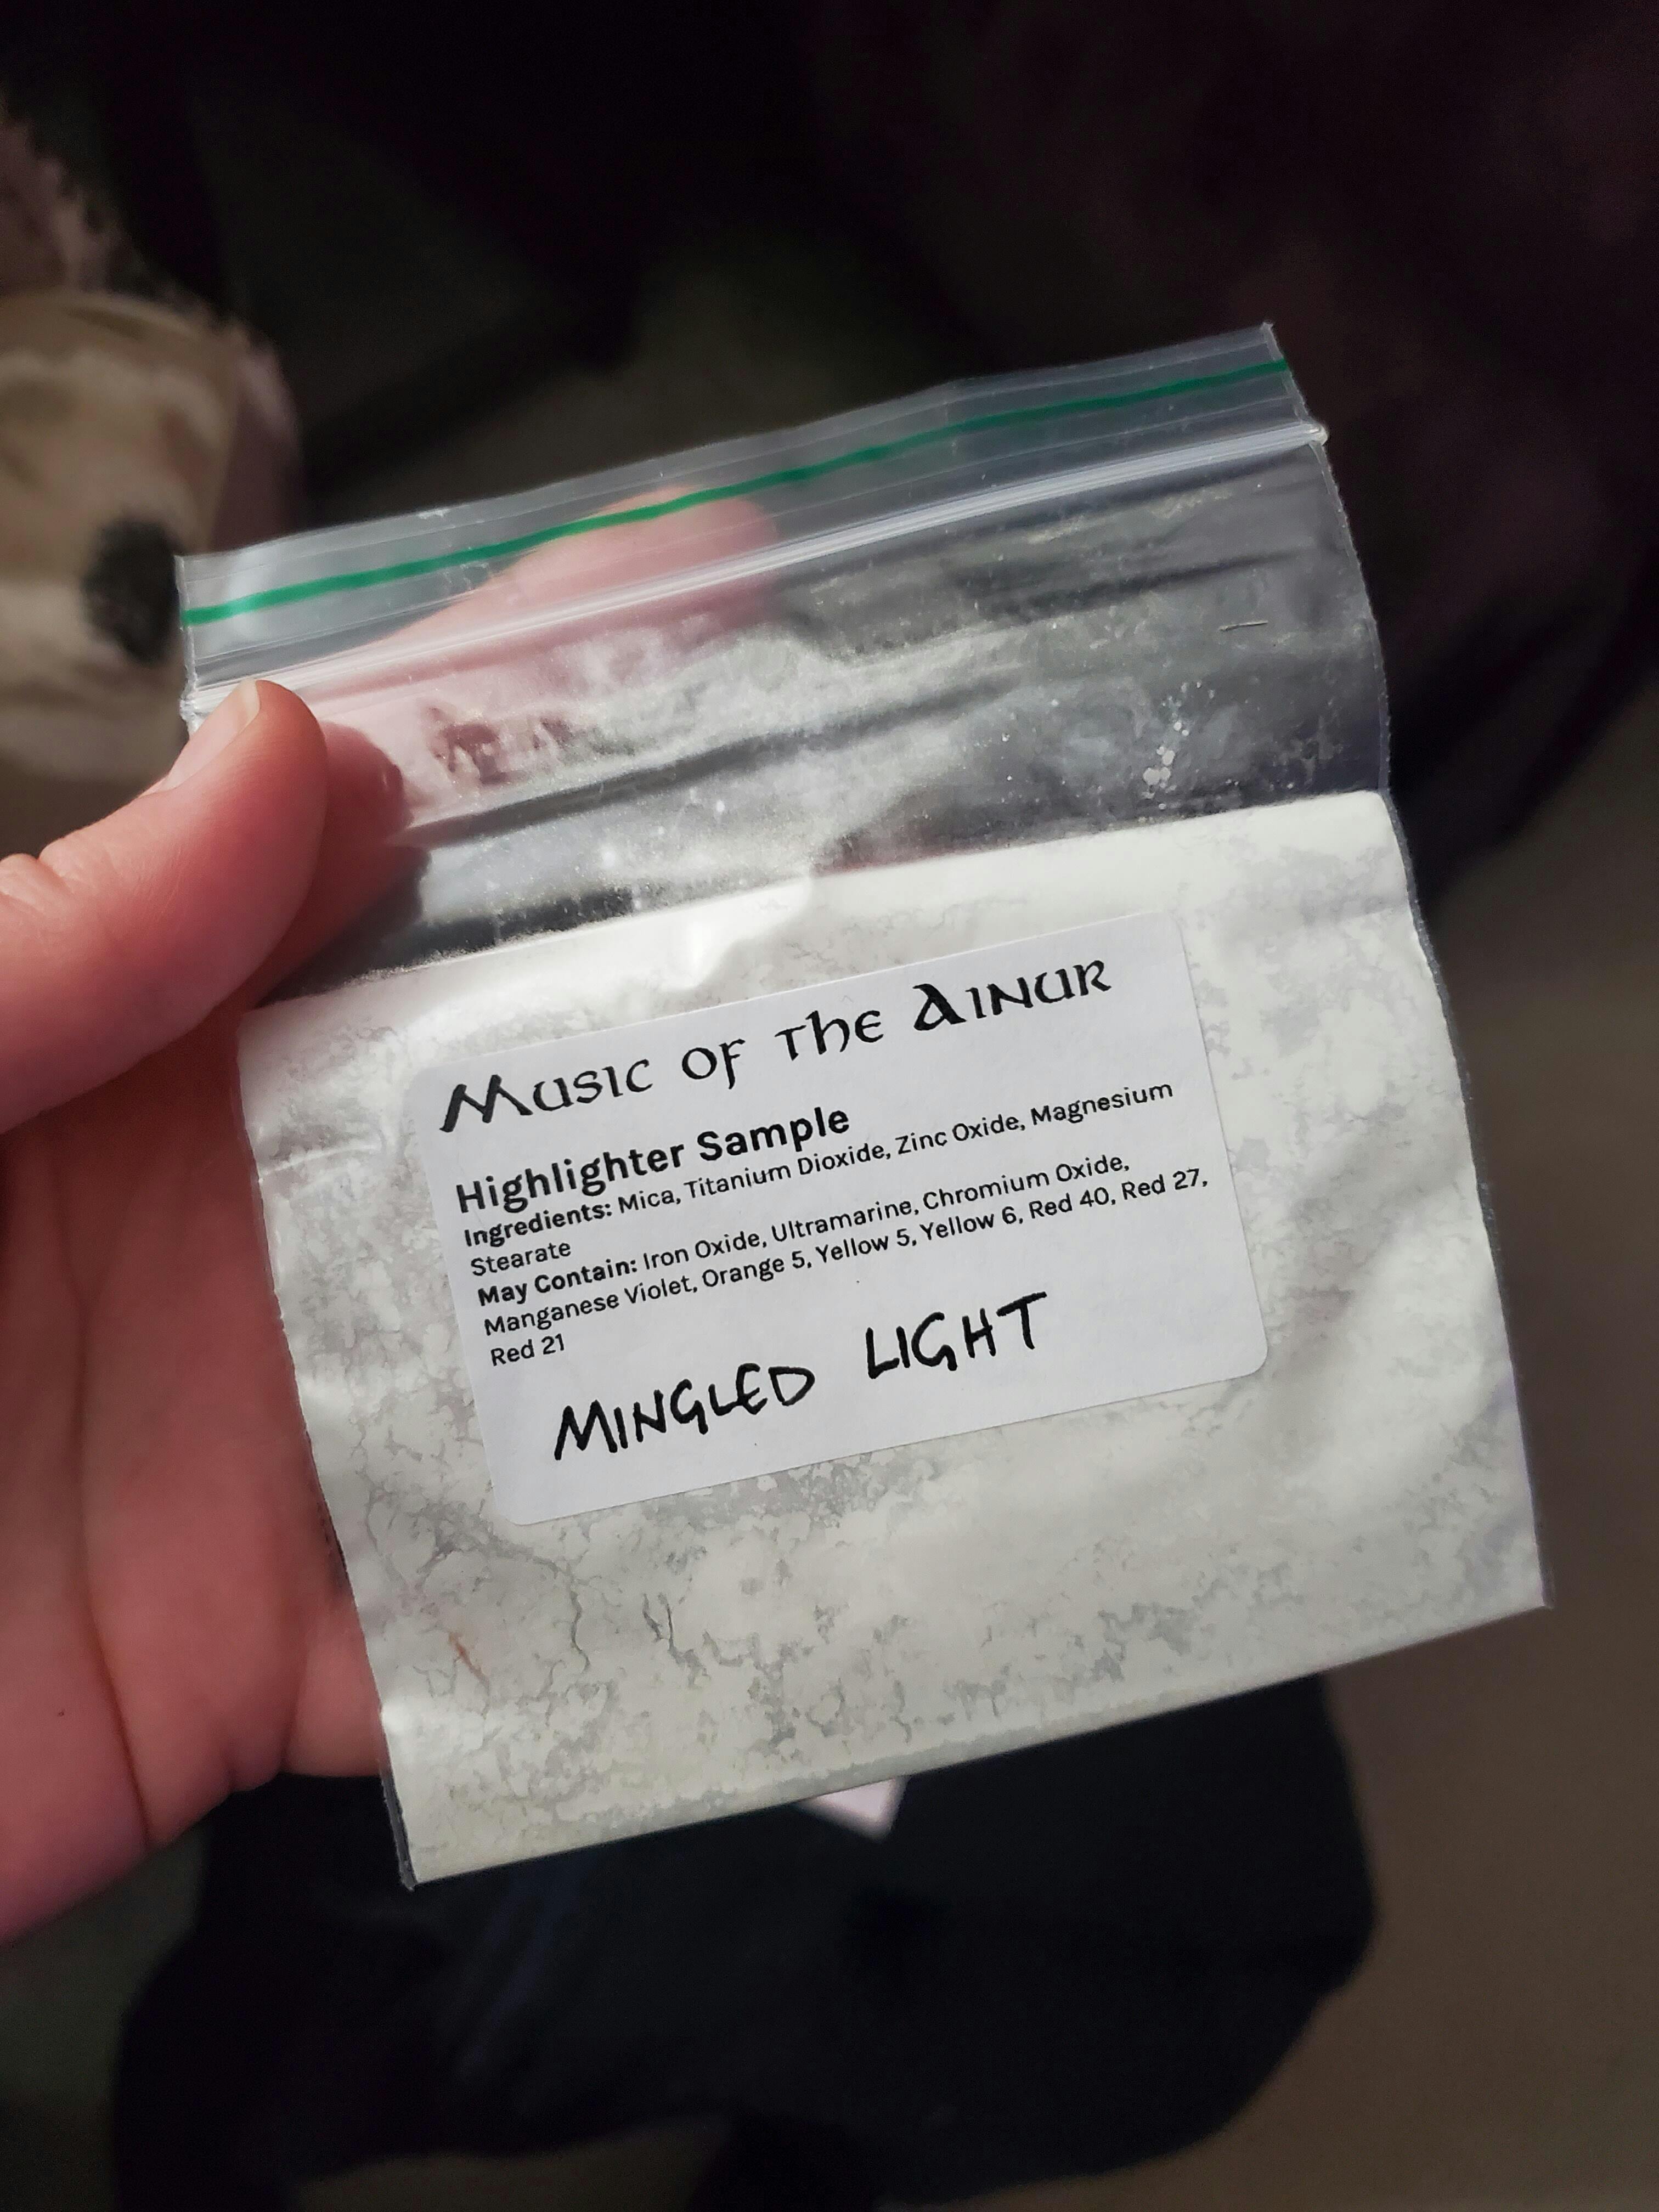 Music of the Ainur
Highlighter Sample
Ingredients: Mica, Titanium Dioxide, Zinc Oxide, Magnesium
Stearate
May Contain: Iron Oxide, Ultramarine, Chromium Oxide,
Manganese Violet, Orange 5, Yellow 5, Yellow 6, Red 40, Red 27,
Red 21
MINGLED LIGHT